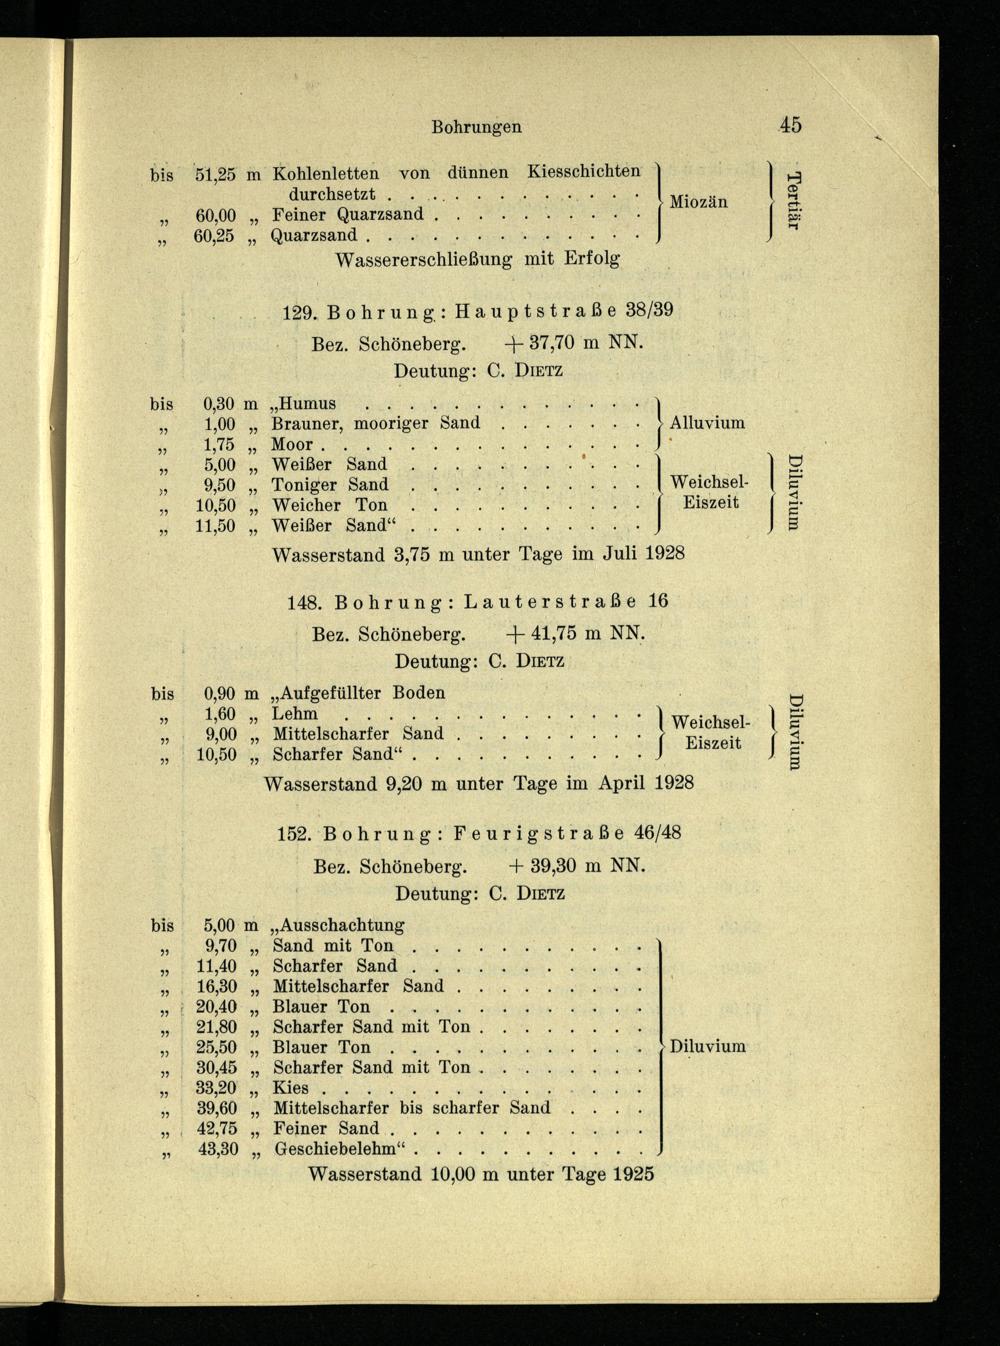 Bohrungen 45
bis 51,25 m Kohlenletten von dünnen Kiesschichten
durchsetzt . . . . . . . . . . . .
„ 60,00 „ Feiner Quarzsand . . . . . . . . . . Miozän Tertiär
„ 60,25 „ Quarzsand . . . . . . . . . . . . .
Wassererschließung mit Erfolg
129. Bohrung: Hauptstraße 38/39
Bez. Schöneberg. + 37,70 m NN.
Deutung: C. DIETZ
bis 0,30 m „Humus . . . . . . . . . . . . .
„ 1,00 „ Brauner, mooriger Sand . . . . . . . Alluvium
„ 1,75 „ Moor . . . . . . . . . . . . . . .
„ 5,00 „ Weißer Sand . . . . . . . . . . .
„ 9,50 „ Toniger Sand . . . . . . . . . . . Weichsel-
„ 10,50 „ Weicher Ton . . . . . . . . . . . Eiszeit Diluvium
„ 11,50 „ Weißer Sand“ . . . . . . . . . . .
Wasserstand 3,75 m unter Tage im Juli 1928
148. Bohrung: Lauterstraße 16
Bez. Schöneberg. + 41,75 m NN.
Deutung: C. DIETZ
bis 0,90 m „Aufgefüllter Boden
„ 1,60 „ Lehm . . . . . . . . . . . . . . Weichsel-
„ 9,00 „ Mittelscharfer Sand . . . . . . . . . Eiszeit Diluvium
„ 10,50 „ Scharfer Sand“ . . . . . . . . . . .
Wasserstand 9,20 m unter Tage im April 1928
152. Bohrung: Feurigstraße 46/48
Bez. Schöneberg. + 39,30 m NN.
Deutung: C. DIETZ
bis 5,00 m „Ausschachtung
„ 9,70 „ Sand mit Ton . . . . . . . . . . .
„ 11,40 „ Scharfer Sand . . . . . . . . . . .
„ 16,30 „ Mittelscharfer Sand . . . . . . . . .
„ 20,40 „ Blauer Ton . . . . . . . . . . . .
„ 21,80 „ Scharfer Sand mit Ton . . . . . . . .
„ 25,50 „ Blauer Ton . . . . . . . . . . . . Diluvium
„ 30,45 „ Scharfer Sand mit Ton . . . . . . . .
„ 33,20 „ Kies . . . . . . . . . . . . . . .
„ 39,60 „ Mittelscharfer bis scharfer Sand . . . .
„ 42,75 „ Feiner Sand . . . . . . . . . . . .
„ 43,30 „ Geschiebelehm“ . . . . . . . . . . .
Wasserstand 10,00 m unter Tage 1925